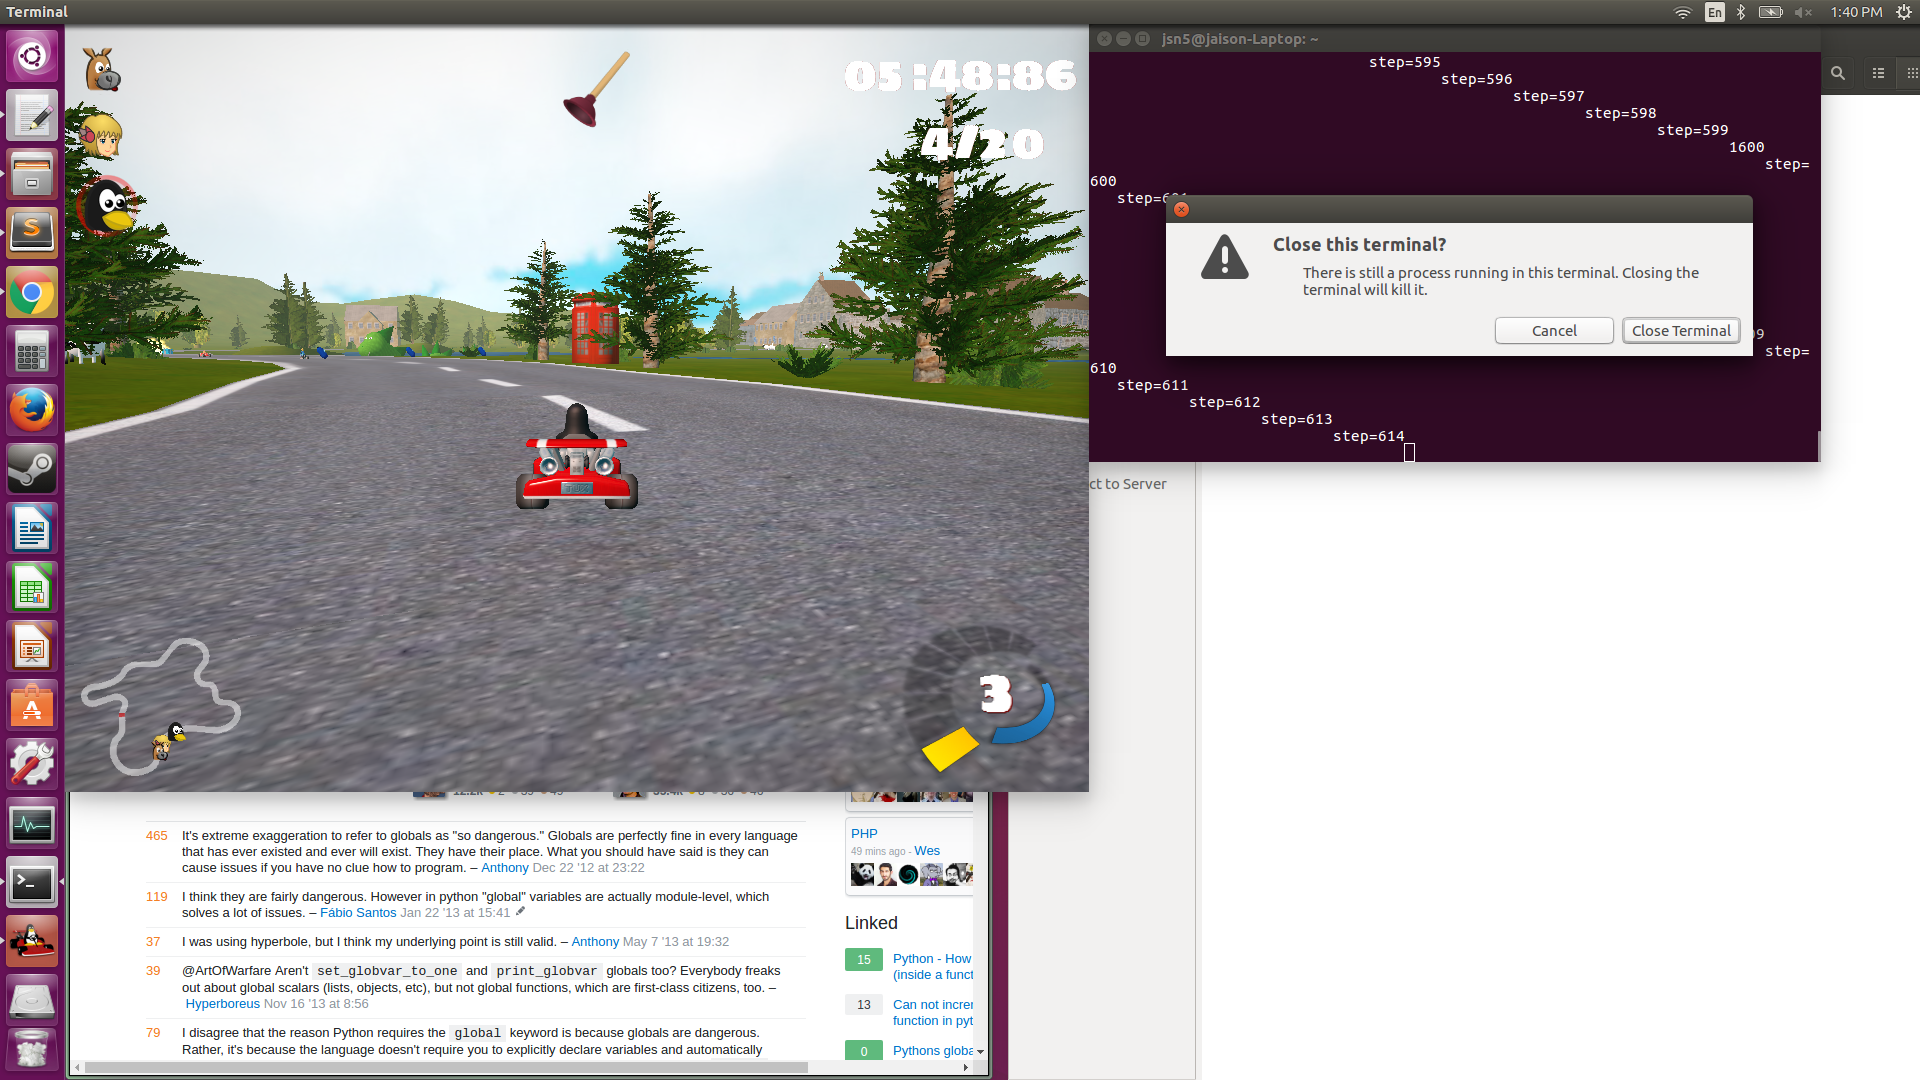 Terminal
En
1:40 PM
05:48:86
4/20
3
jsn5@jaison-Laptop: ~
step=595
step=596
step=597
step=598
step=599
1600
step=
600
Close this terminal?
There is still a process running in this terminal. Closing the
terminal will kill it.
Cancel
Close Terminal
step=
610
step=611
step=612
step=613
step=614
ct to Server
465 It's extreme exaggeration to refer to globals as "so dangerous." Globals are perfectly fine in every language
that has ever existed and ever will exist. They have their place. What you should have said is they can
cause issues if you have no clue how to program. – Anthony Dec 22 '12 at 23:22
119 I think they are fairly dangerous. However in python "global" variables are actually module-level, which
solves a lot of issues. – Fábio Santos Jan 22 '13 at 15:41
37 I was using hyperbole, but I think my underlying point is still valid. – Anthony May 7 '13 at 19:32
39 @ArtOfWarfare Aren't set_globvar_to_one and print_globvar globals too? Everybody freaks
out about global scalars (lists, objects, etc), but not global functions, which are first-class citizens, too. –
Hyperboreus Nov 16 '13 at 8:56
79 I disagree that the reason Python requires the global keyword is because globals are dangerous.
Rather, it's because the language doesn't require you to explicitly declare variables and automatically
PHP
49 mins ago - Wes
Linked
15 Python - How
(inside a funct
13 Can not increm
function in pyt
0 Pythons globa